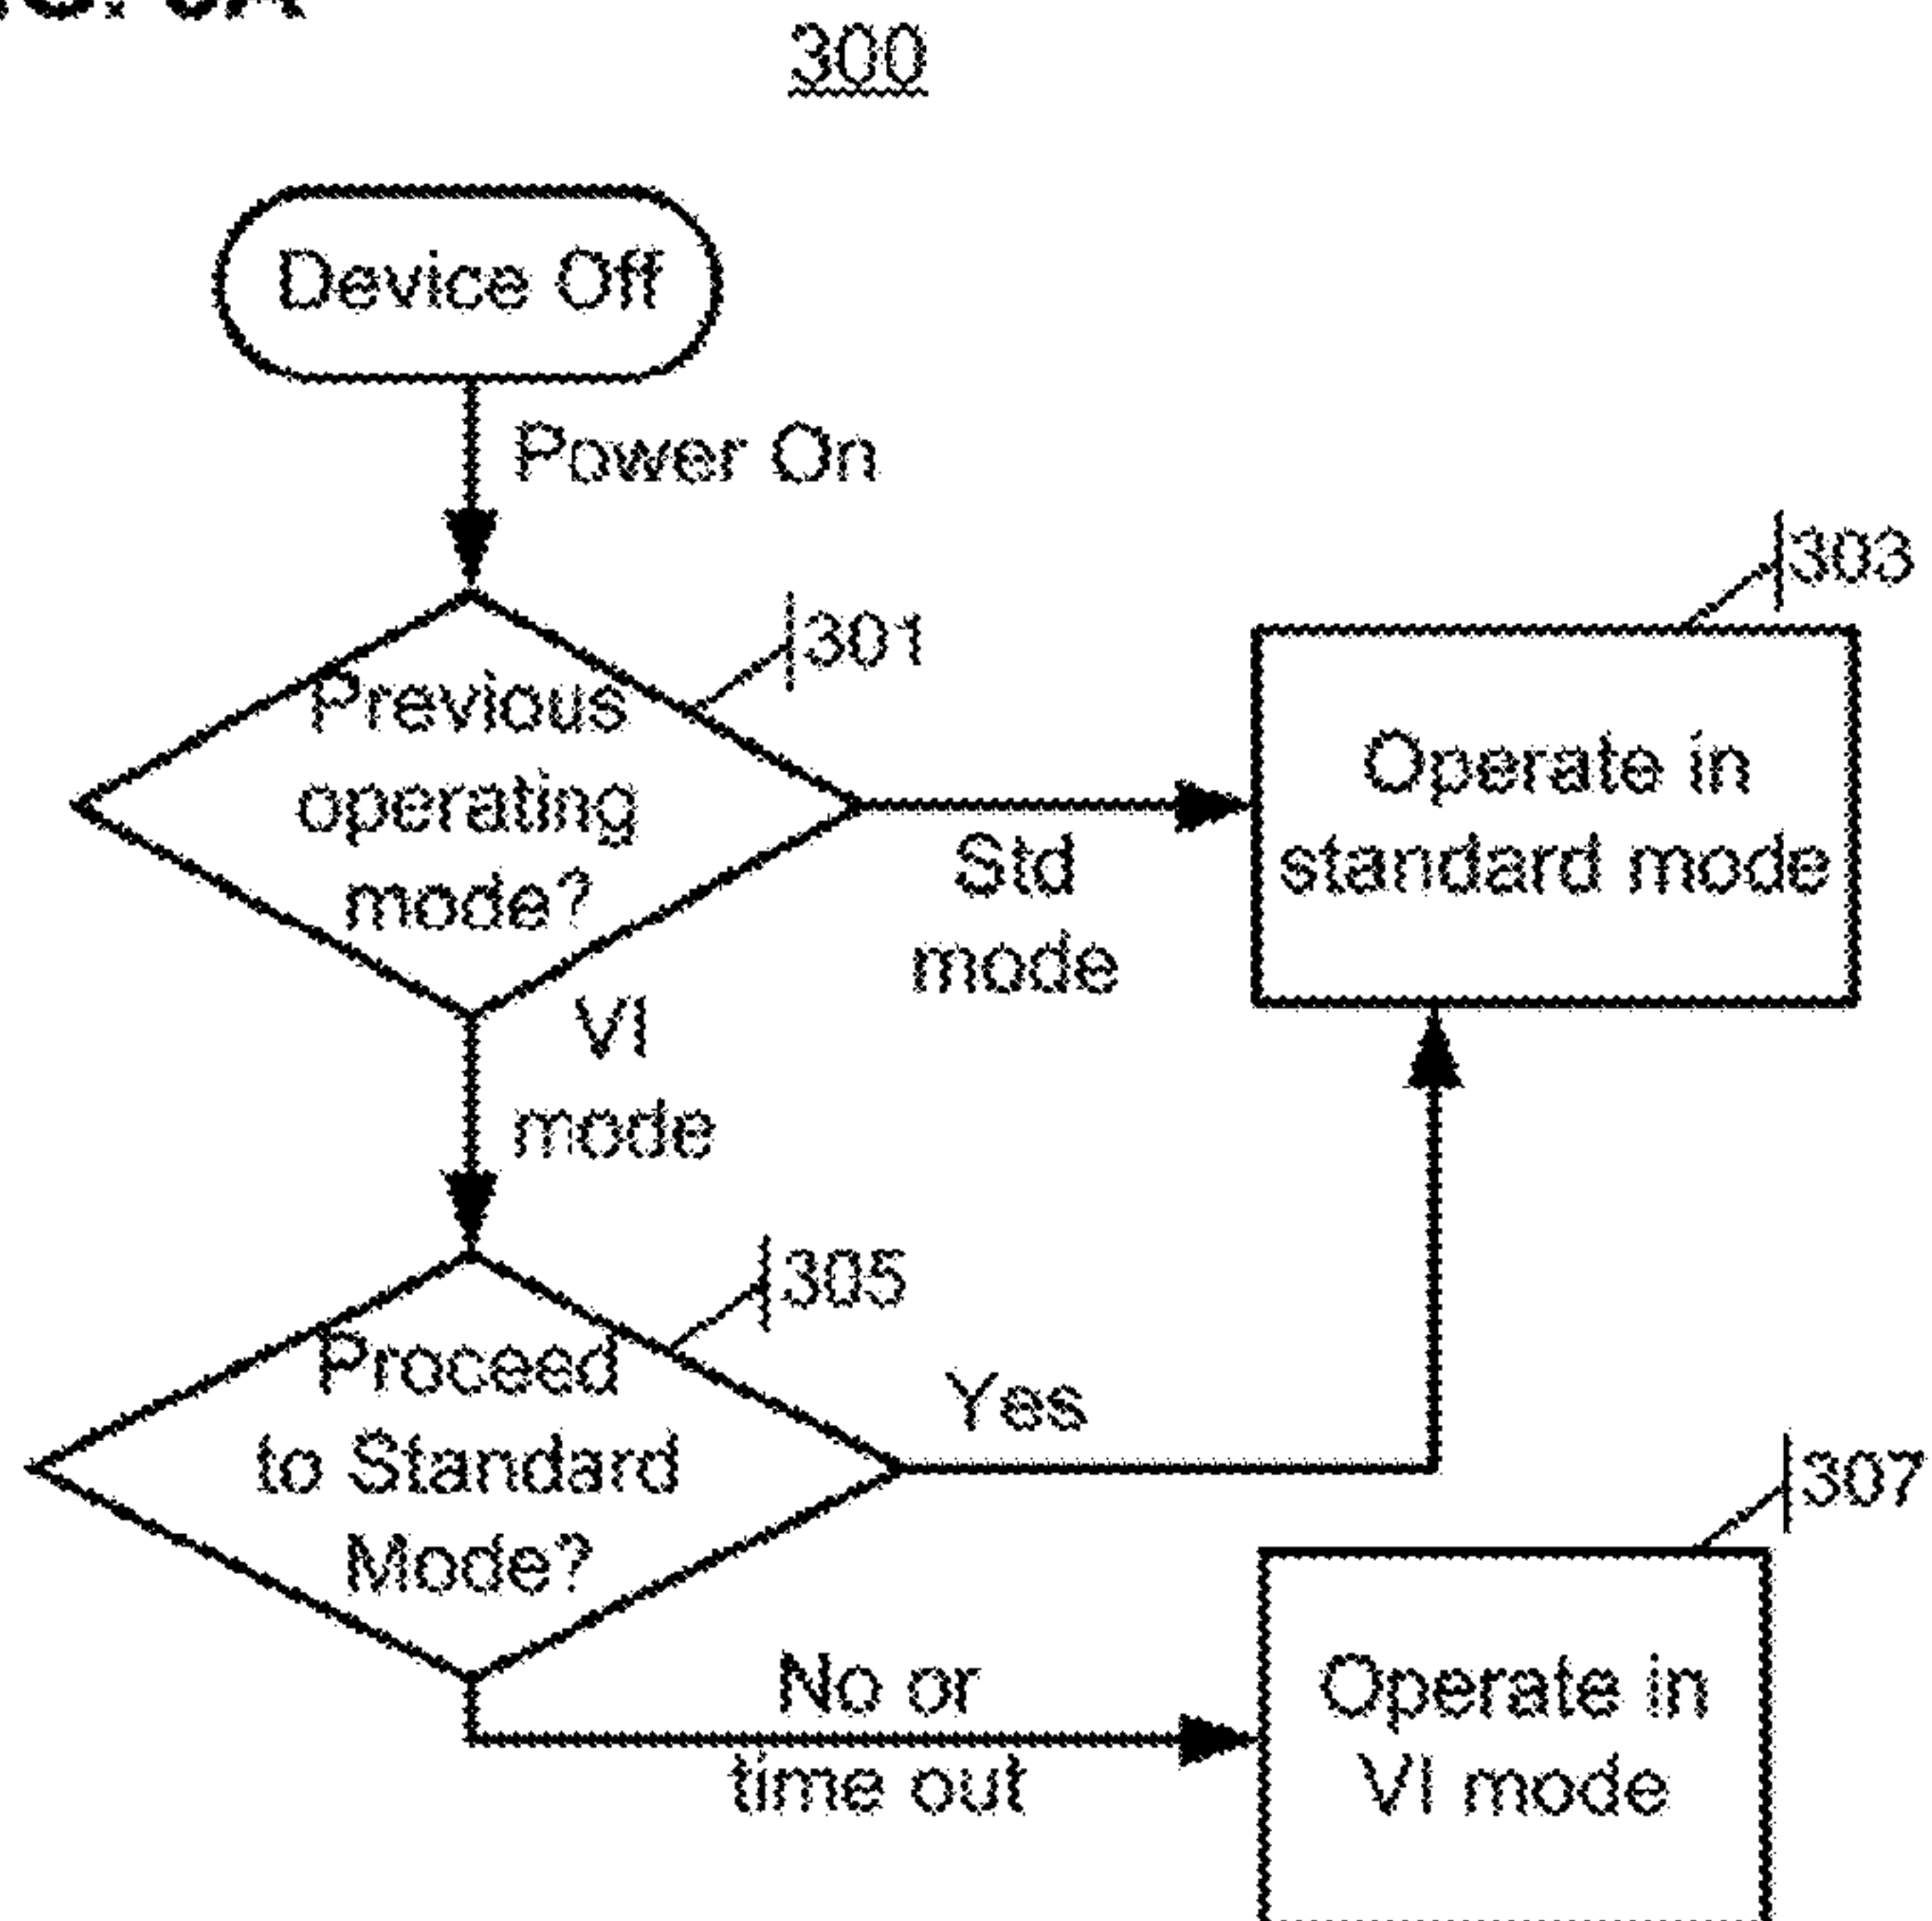 300
Device Off
Power On
301
303
Previous
operating
mode?
Std
mode
Operate in
standard mode
VI
mode
305
Proceed
to Standard
Mode?
Yes
307
No or
time out
Operate in
VI mode